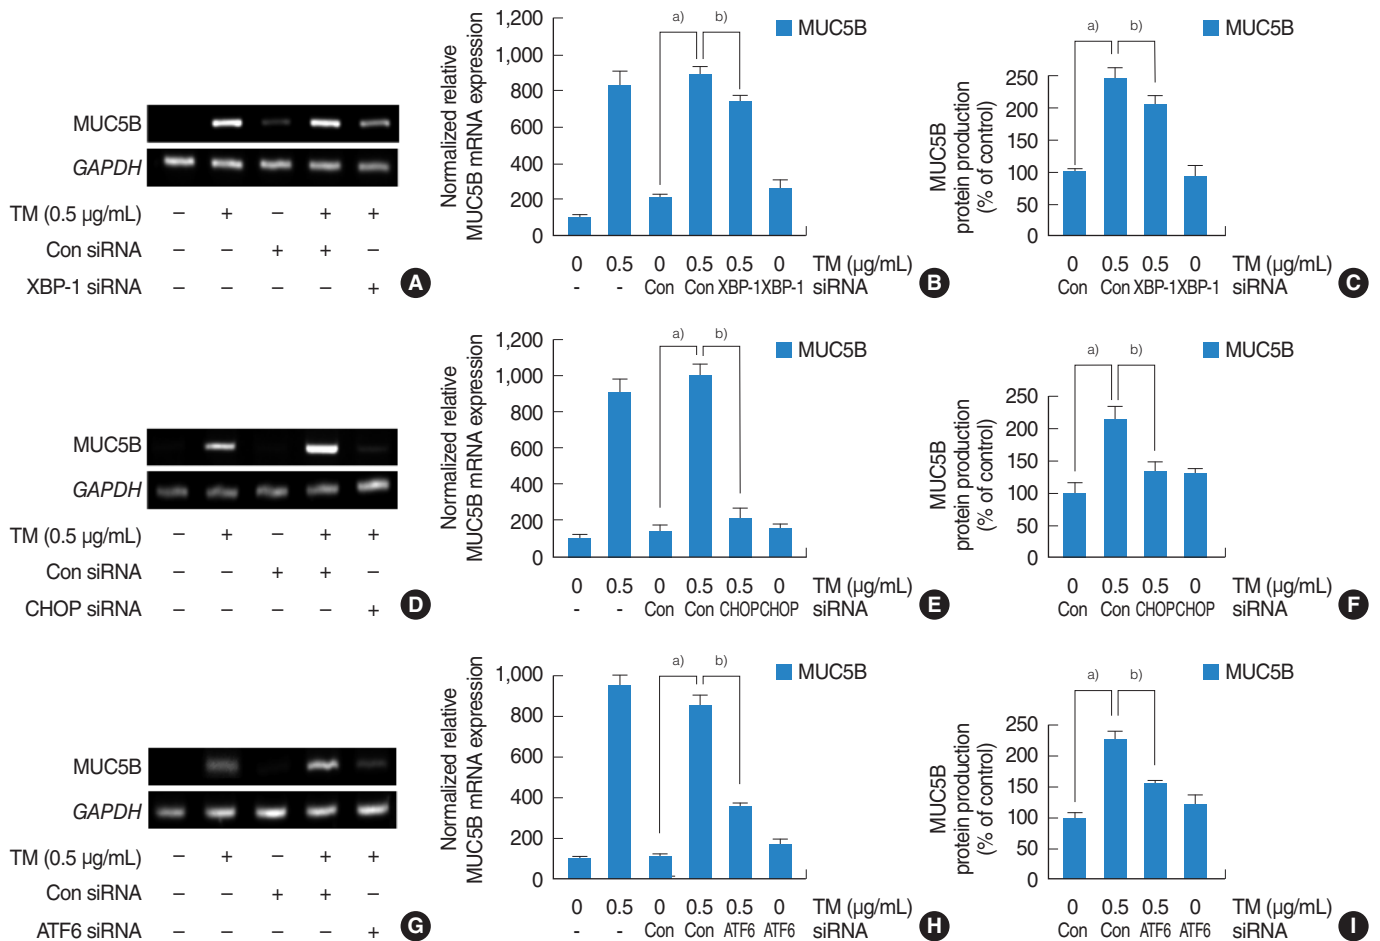 MUC5B
GAPDH
TM (0.5 µg/mL) – + – + +
Con siRNA – – + + –
XBP-1 siRNA – – – – +
A
Normalized relative
MUC5B mRNA expression
1,200
1,000
800
600
400
200
0
a) b)
MUC5B
0 0.5 0 0.5 0.5 0 TM (µg/mL)
- - Con Con XBP-1 XBP-1 siRNA
B
MUC5B
protein production
(% of control)
250
200
150
100
50
0
a) b)
MUC5B
0 0.5 0.5 0 TM (µg/mL)
Con Con XBP-1 XBP-1 siRNA
C
MUC5B
GAPDH
TM (0.5 µg/mL) – + – + +
Con siRNA – – + + –
CHOP siRNA – – – – +
D
Normalized relative
MUC5B mRNA expression
1,200
1,000
800
600
400
200
0
a) b)
MUC5B
0 0.5 0 0.5 0.5 0 TM (µg/mL)
- - Con Con CHOP CHOP siRNA
E
MUC5B
protein production
(% of control)
250
200
150
100
50
0
a) b)
MUC5B
0 0.5 0.5 0 TM (µg/mL)
Con Con CHOP CHOP siRNA
F
MUC5B
GAPDH
TM (0.5 µg/mL) – + – + +
Con siRNA – – + + –
ATF6 siRNA – – – – +
G
Normalized relative
MUC5B mRNA expression
1,000
800
600
400
200
0
a) b)
MUC5B
0 0.5 0 0.5 0.5 0 TM (µg/mL)
- - Con Con ATF6 ATF6 siRNA
H
MUC5B
protein production
(% of control)
250
200
150
100
50
0
a) b)
MUC5B
0 0.5 0.5 0 TM (µg/mL)
Con Con ATF6 ATF6 siRNA
I